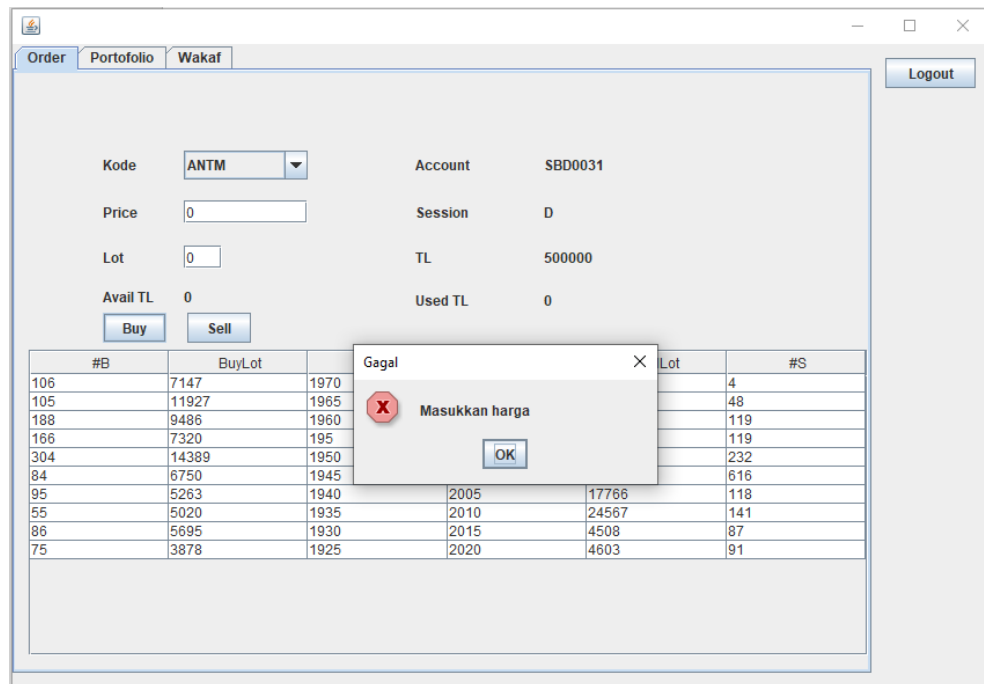 Order Portofolio Wakaf
Logout
Kode ANTM Account SBD0031
Price 0 Session D
Lot 0 TL 500000
Avail TL 0 Used TL 0
Buy Sell
#B BuyLot #S
Gagal
Masukkan harga
OK
106 7147 1970 4
105 11927 1965 48
188 9486 1960 119
166 7320 195 119
304 14389 1950 232
84 6750 1945 616
95 5263 1940 2005 17766 118
55 5020 1935 2010 24567 141
86 5695 1930 2015 4508 87
75 3878 1925 2020 4603 91